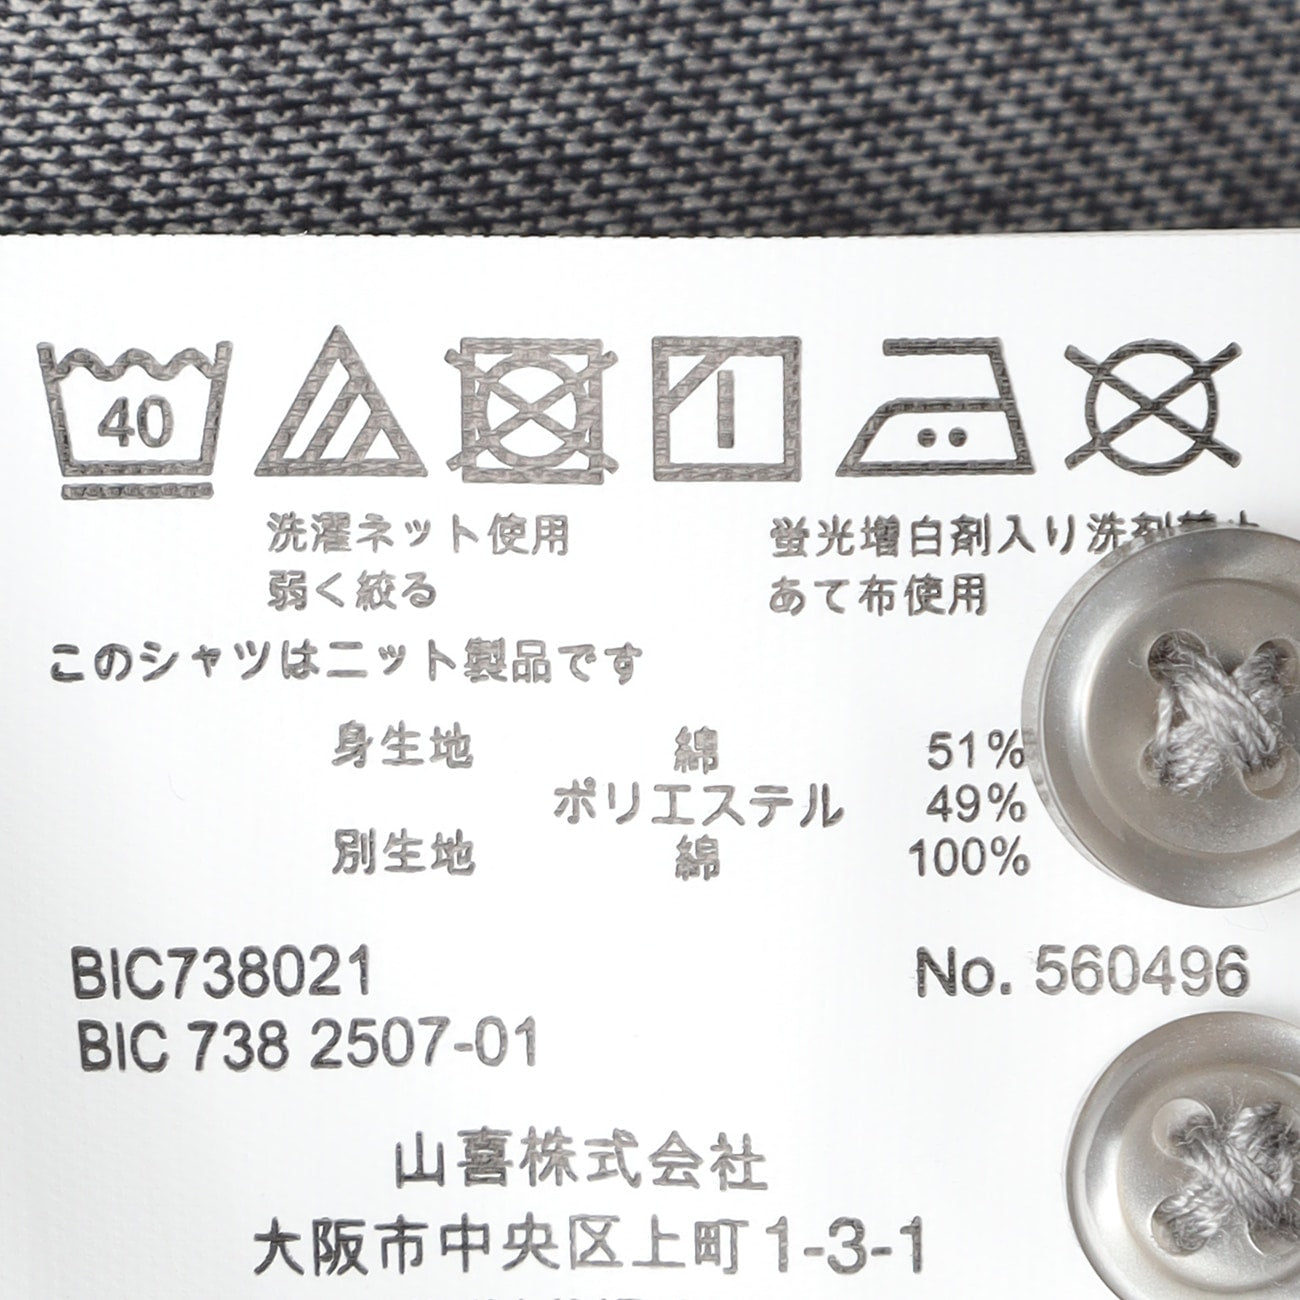 40
洗濯ネット使用
弱く絞る
蛍光増白剤入り洗剤
あて布使用
このシャツはニット製品です
身生地 綿 51%
ポリエステル 49%
別生地 綿 100%
BIC738021 No. 560496
BIC 738 2507-01
山喜株式会社
大阪市中央区上町1-3-1